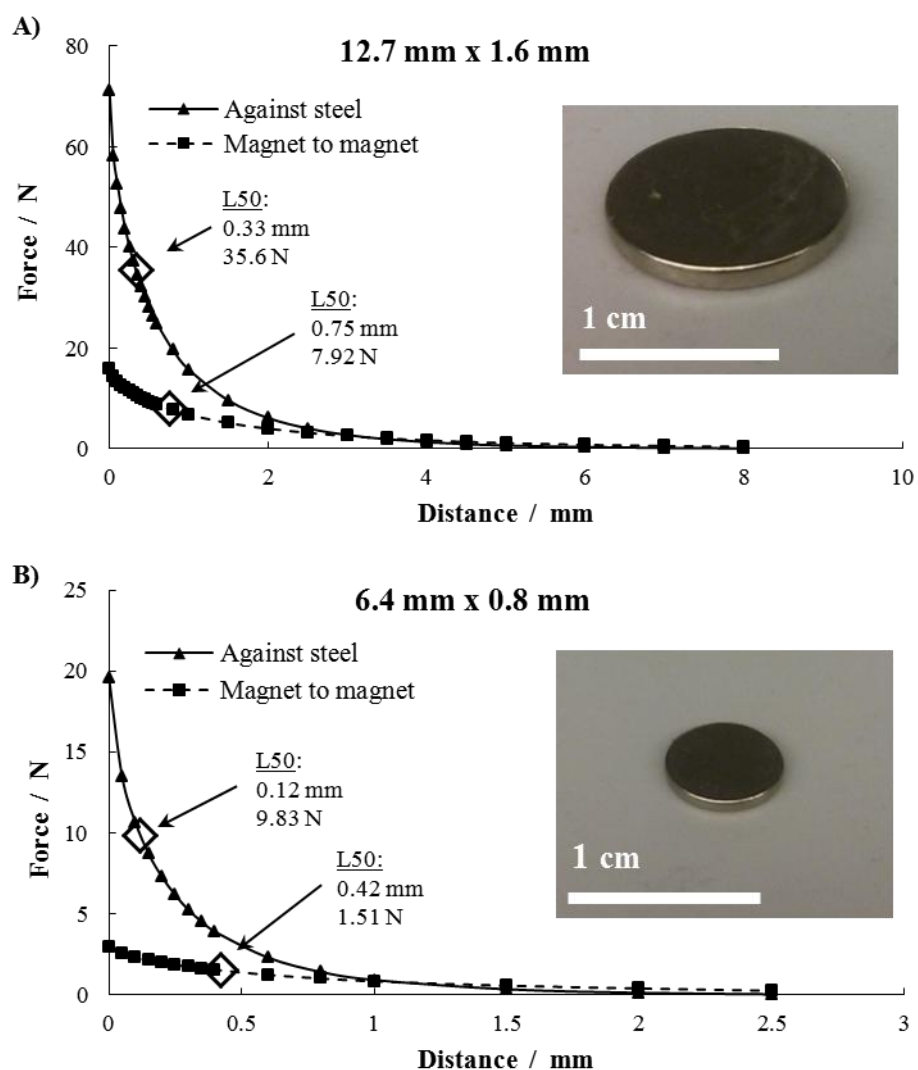 A)
12.7 mm x 1.6 mm
80
60
40
20
0
Force / N
Against steel
Magnet to magnet
L50:
0.33 mm
35.6 N
L50:
0.75 mm
7.92 N
1 cm
0
2
4
6
8
10
Distance / mm
B)
6.4 mm x 0.8 mm
25
20
15
10
5
0
Force / N
Against steel
Magnet to magnet
L50:
0.12 mm
9.83 N
L50:
0.42 mm
1.51 N
1 cm
0
0.5
1
1.5
2
2.5
3
Distance / mm